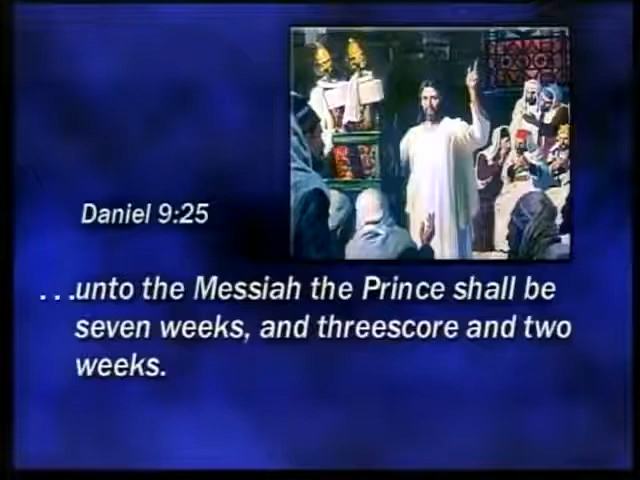 Daniel 9:25
...unto the Messiah the Prince shall be
seven weeks, and threescore and two
weeks.